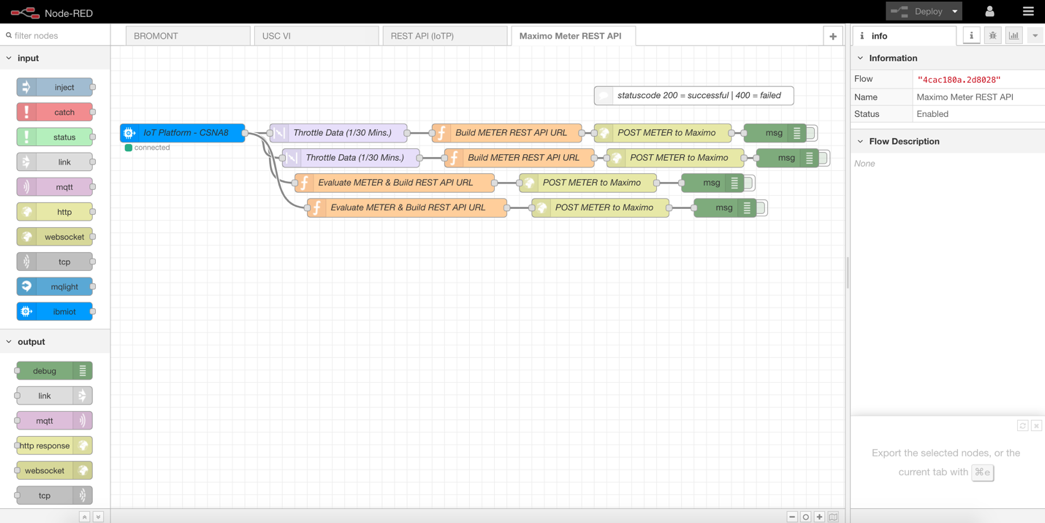 Node-RED
Deploy
filter nodes
BROMONT
USC VI
REST API (IoTP)
Maximo Meter REST API
+
i info
i
input
inject
catch
status
link
mqtt
http
websocket
tcp
mqlight
ibmiot
output
debug
link
mqtt
http response
websocket
tcp
statuscode 200 = successful | 400 = failed
IoT Platform - CSNA8
connected
Throttle Data (1/30 Mins.)
Build METER REST API URL
POST METER to Maximo
msg
Throttle Data (1/30 Mins.)
Build METER REST API URL
POST METER to Maximo
msg
Evaluate METER & Build REST API URL
POST METER to Maximo
msg
Evaluate METER & Build REST API URL
POST METER to Maximo
msg
Information
Flow "4cac180a.2d8028"
Name Maximo Meter REST API
Status Enabled
Flow Description
None
Export the selected nodes, or the
current tab with ⌘e